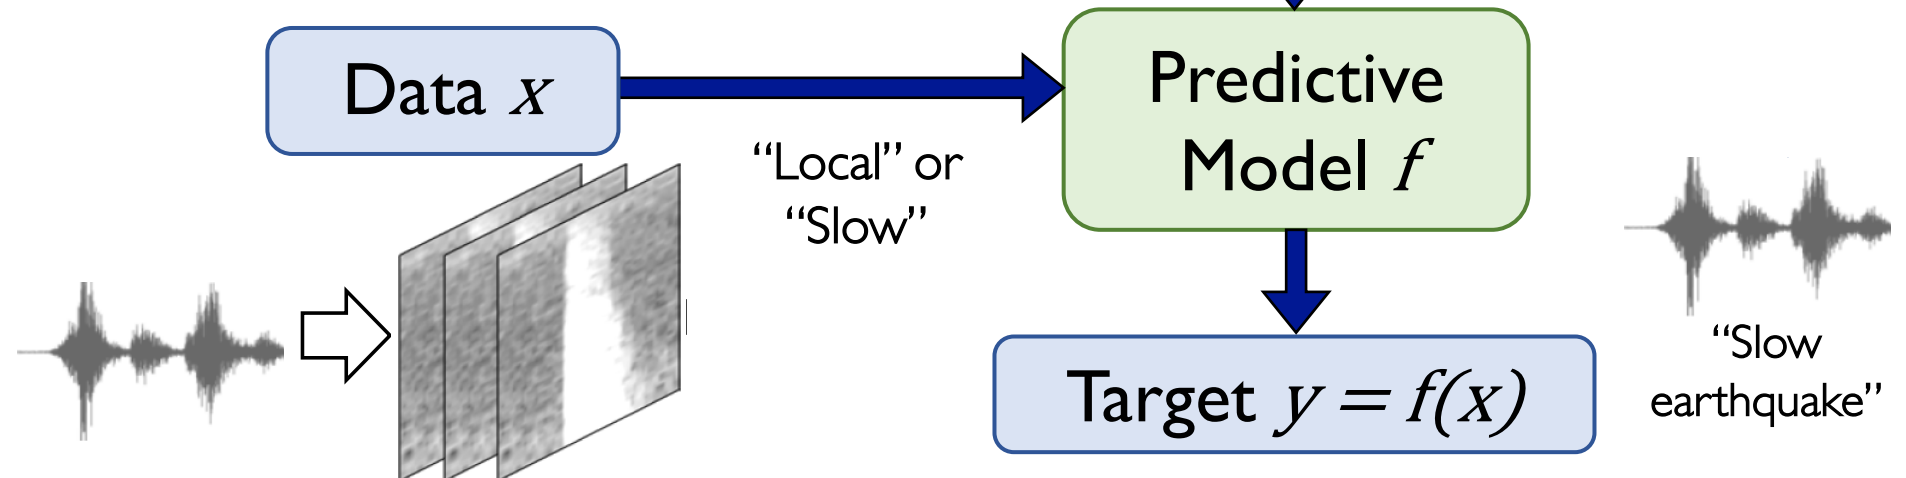 Data x
Predictive
Model f
“Local” or
“Slow”
Target y = f(x)
“Slow
earthquake”